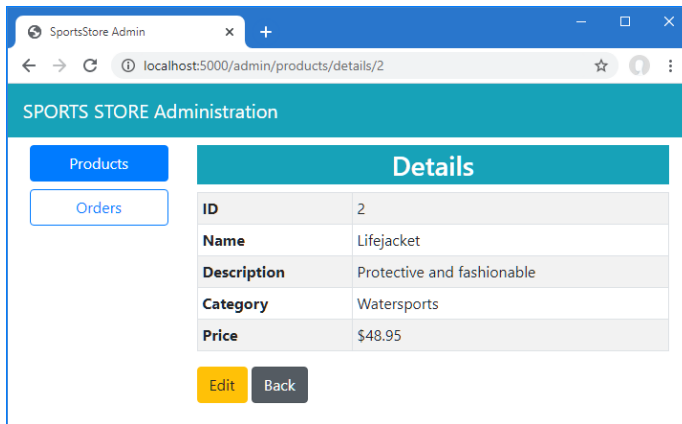 SportsStore Admin
localhost:5000/admin/products/details/2
SPORTS STORE Administration
Products
Orders
Details
ID 2
Name Lifejacket
Description Protective and fashionable
Category Watersports
Price $48.95
Edit Back